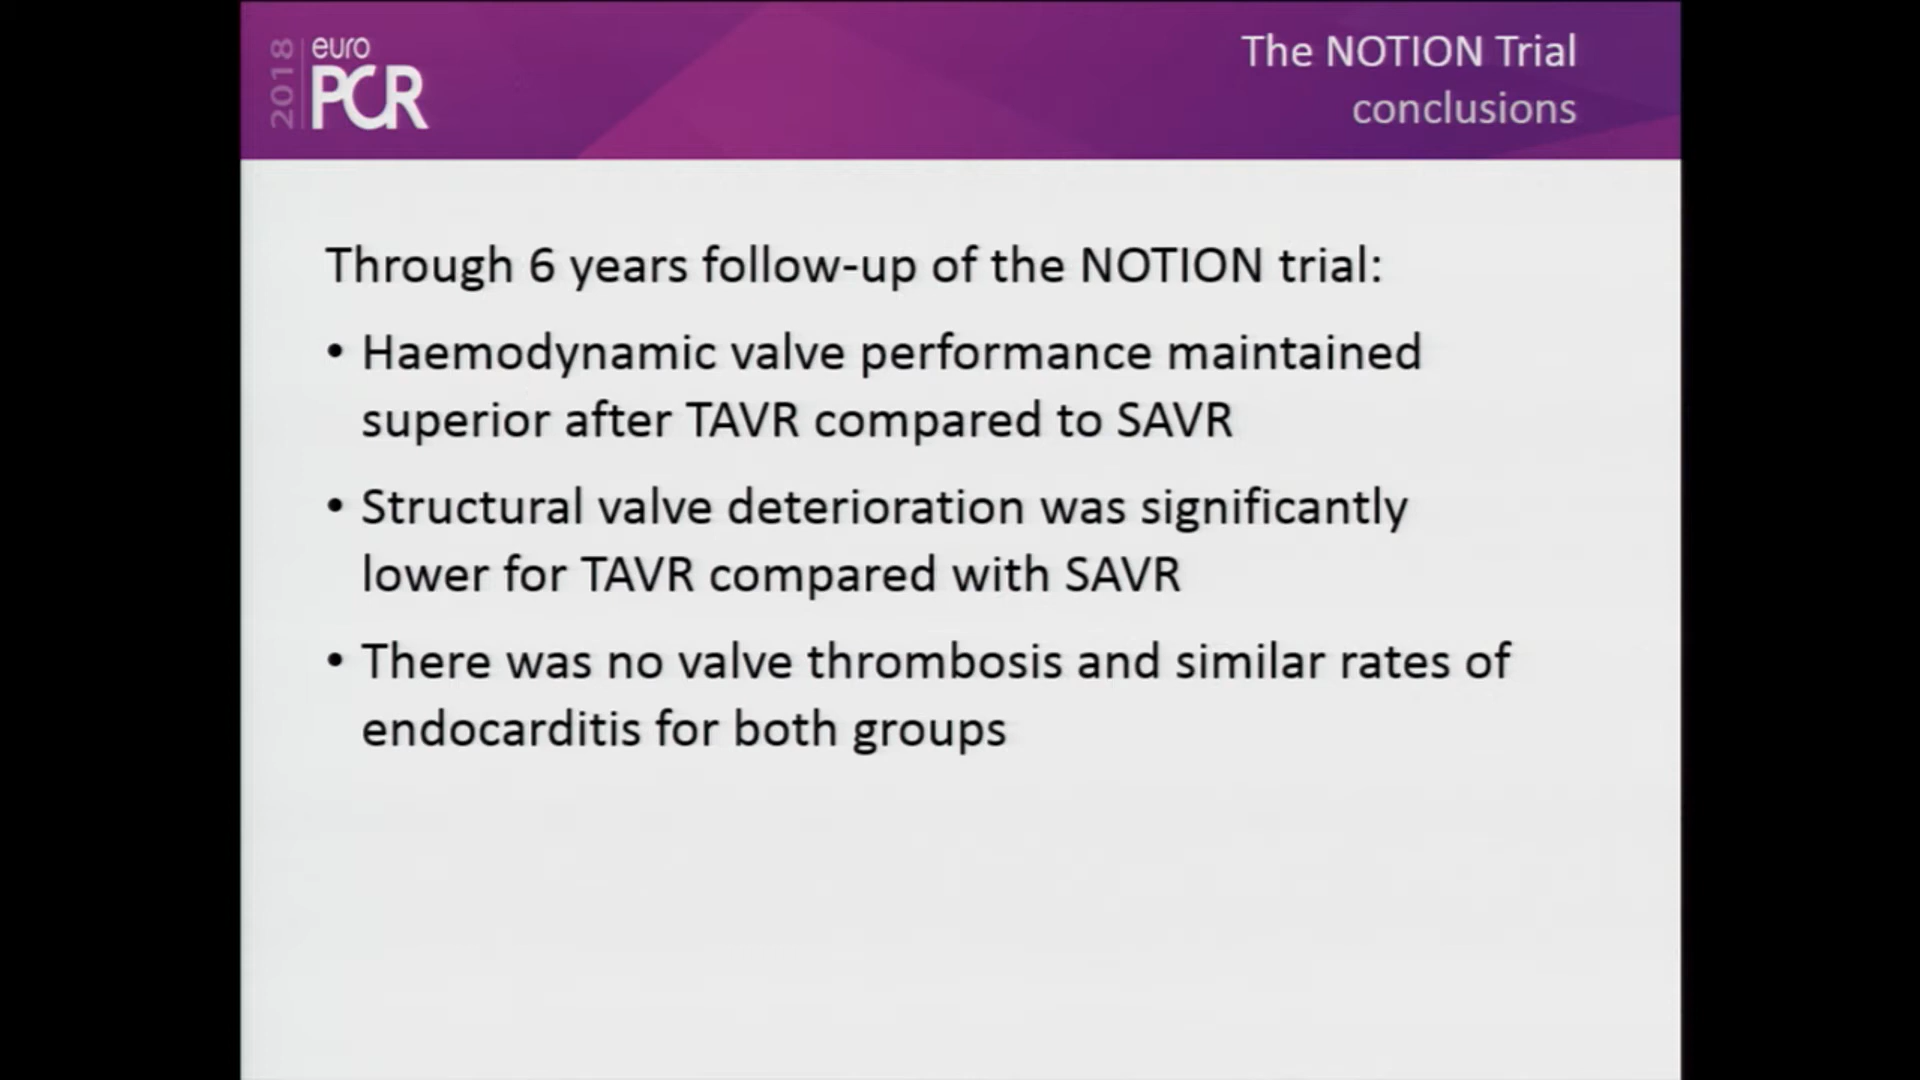 2018
euro
PCR
The NOTION Trial
conclusions
Through 6 years follow-up of the NOTION trial:
• Haemodynamic valve performance maintained
superior after TAVR compared to SAVR
• Structural valve deterioration was significantly
lower for TAVR compared with SAVR
• There was no valve thrombosis and similar rates of
endocarditis for both groups